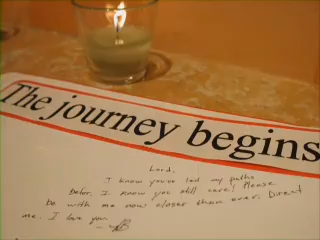 The journey begins
Lord,
I know you've led my paths
before. I know you still care! Please
be with me now closer than ever. Direct
me. I love you